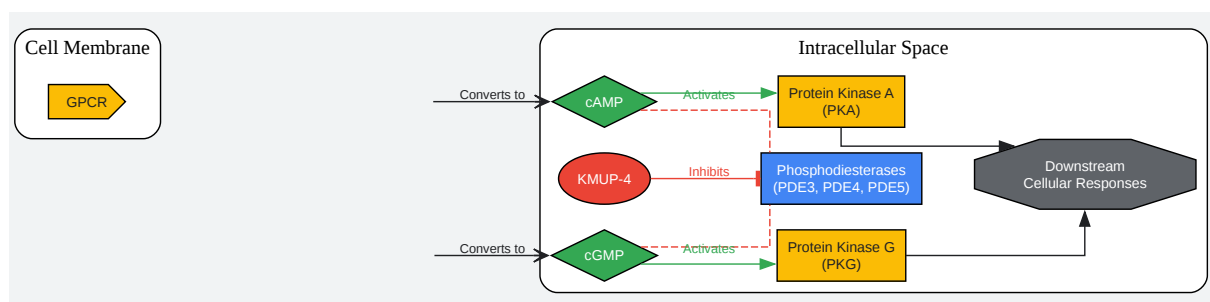 Cell Membrane
GPCR
Intracellular Space
Converts to
cAMP
Activates
Protein Kinase A
(PKA)
KMUP-4
Inhibits
Phosphodiesterases
(PDE3, PDE4, PDE5)
Downstream
Cellular Responses
Converts to
cGMP
Activates
Protein Kinase G
(PKG)